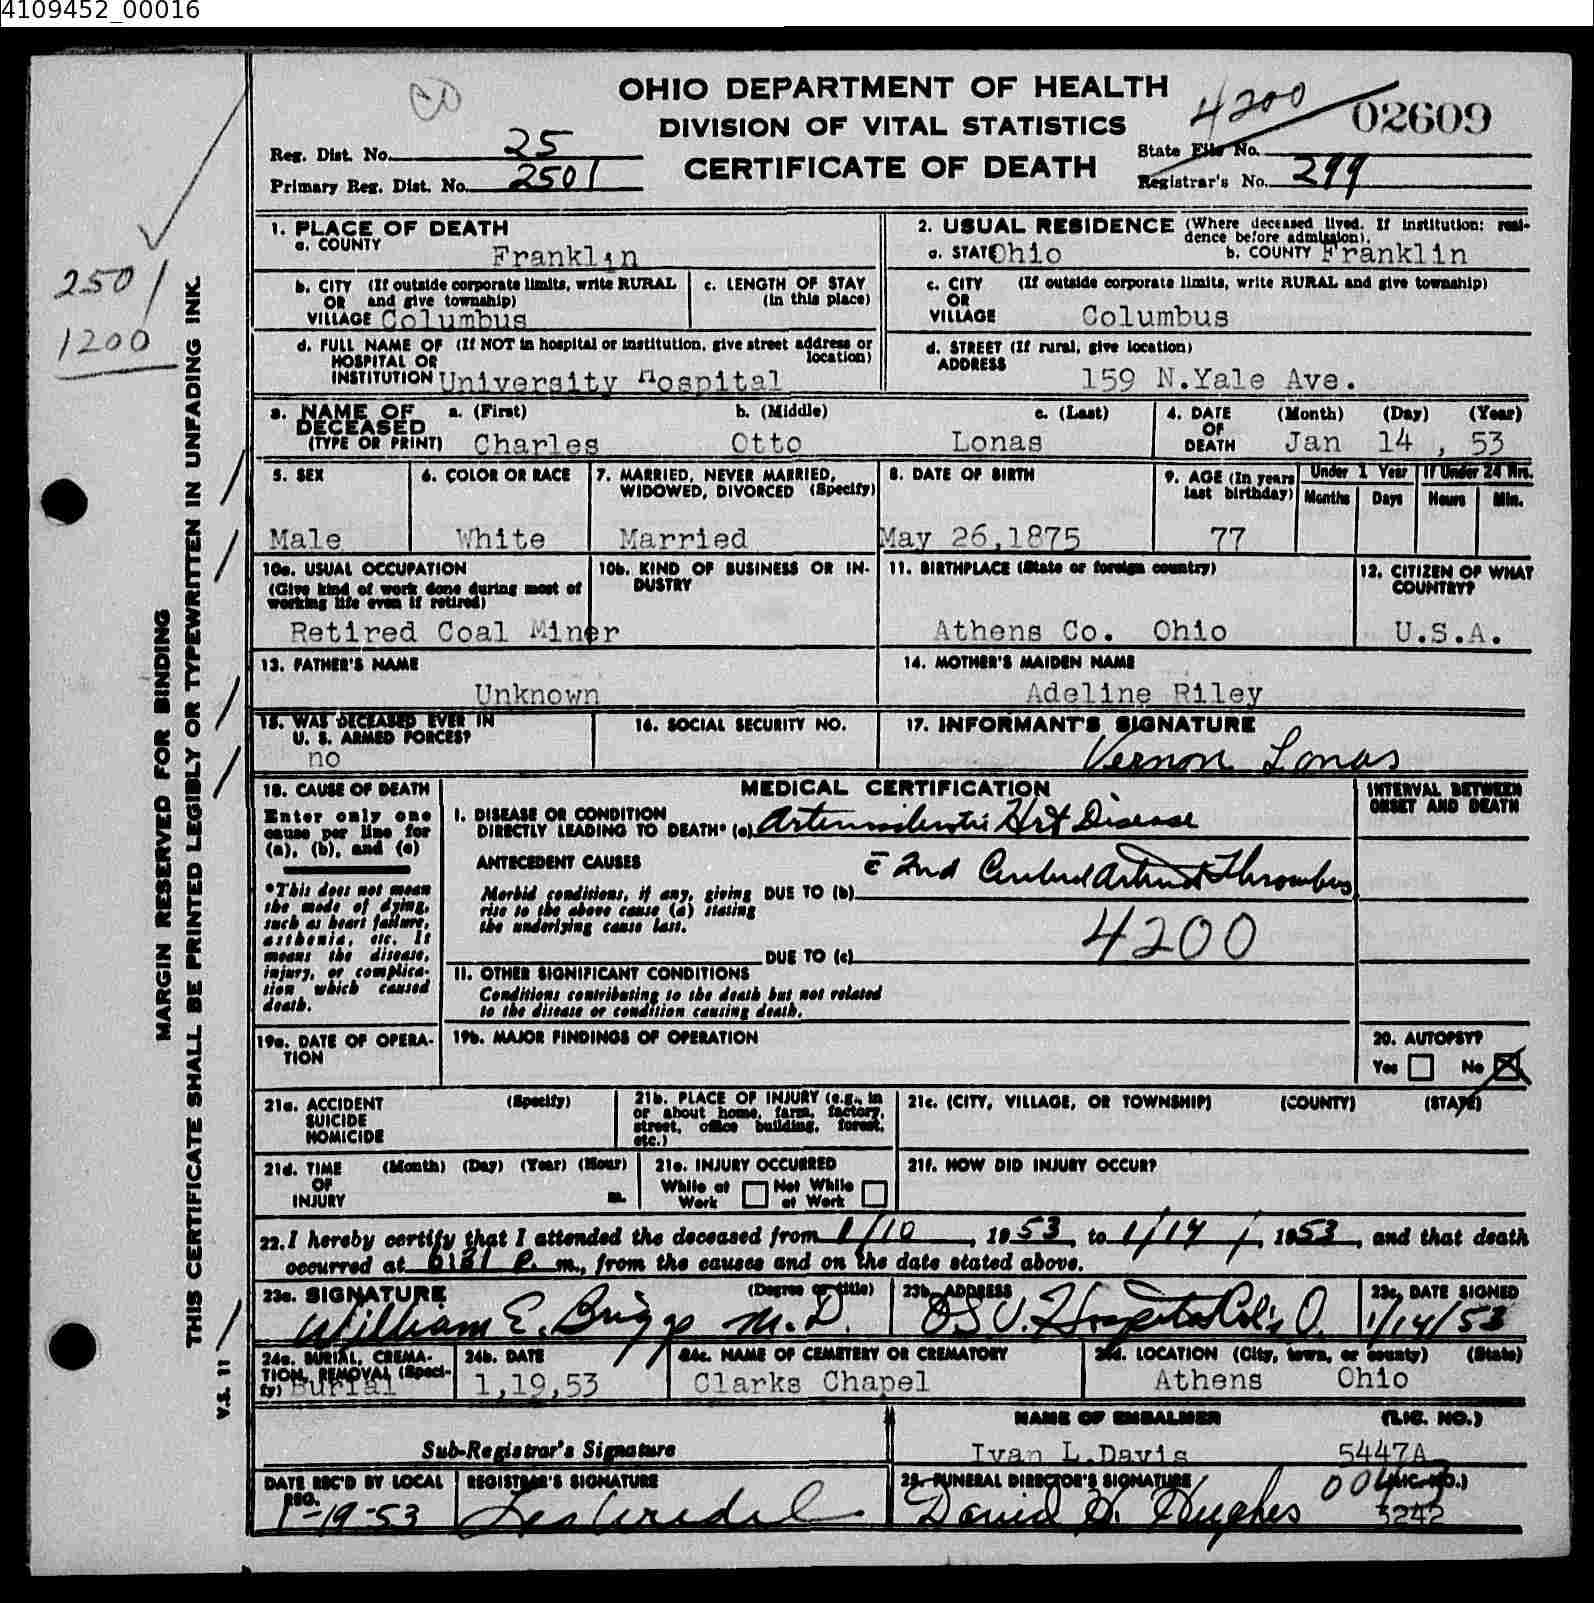 4109452_00016
CO
OHIO DEPARTMENT OF HEALTH
DIVISION OF VITAL STATISTICS
CERTIFICATE OF DEATH
Reg. Dist. No. 25
Primary Reg. Dist. No. 2501
4200
02609
State File No.
Registrar's No. 299
2501
1200
MARGIN RESERVED FOR BINDING
THIS CERTIFICATE SHALL BE PRINTED LEGIBLY OR TYPEWRITTEN IN UNFADING INK.
V.S. 11
1. PLACE OF DEATH
a. COUNTY
Franklin
2. USUAL RESIDENCE (Where deceased lived. If institution: resi-
dence before admission).
a. STATE Ohio b. COUNTY Franklin
b. CITY (If outside corporate limits, write RURAL
OR and give township)
VILLAGE Columbus
c. LENGTH OF STAY
(in this place)
c. CITY (If outside corporate limits, write RURAL and give township)
OR
VILLAGE Columbus
d. FULL NAME OF (If NOT in hospital or institution, give street address or
HOSPITAL OR location)
INSTITUTION University Hospital
d. STREET (If rural, give location)
ADDRESS
159 N.Yale Ave.
3. NAME OF a. (First) b. (Middle) c. (Last)
DECEASED
(TYPE OR PRINT) Charles Otto Lonas
4. DATE (Month) (Day) (Year)
OF
DEATH Jan 14 , 53
5. SEX
Male
6. COLOR OR RACE
White
7. MARRIED, NEVER MARRIED,
WIDOWED, DIVORCED (Specify)
Married
8. DATE OF BIRTH
May 26,1875
9. AGE (In years
last birthday)
77
Under 1 Year
Months Days
If Under 24 Hrs.
Hours Min.
10a. USUAL OCCUPATION
(Give kind of work done during most of
working life even if retired)
Retired Coal Miner
10b. KIND OF BUSINESS OR IN-
DUSTRY
11. BIRTHPLACE (State or foreign country)
Athens Co. Ohio
12. CITIZEN OF WHAT
COUNTRY?
U.S.A.
13. FATHER'S NAME
Unknown
14. MOTHER'S MAIDEN NAME
Adeline Riley
15. WAS DECEASED EVER IN
U. S. ARMED FORCES?
no
16. SOCIAL SECURITY NO.
17. INFORMANT'S SIGNATURE
Vernon Lonas
18. CAUSE OF DEATH
Enter only one
cause per line for
(a), (b), and (c)
*This does not mean
the mode of dying,
such as heart failure,
asthenia, etc. It
means the disease,
injury, or complica-
tion which caused
death.
MEDICAL CERTIFICATION
INTERVAL BETWEEN
ONSET AND DEATH
I. DISEASE OR CONDITION
DIRECTLY LEADING TO DEATH* (a) Hrt Disease
ANTECEDENT CAUSES
c̄ 2nd Thrombus
Morbid conditions, if any, giving DUE TO (b)
rise to the above cause (a) stating
the underlying cause last.
4200
DUE TO (c)
II. OTHER SIGNIFICANT CONDITIONS
Conditions contributing to the death but not related
to the disease or condition causing death.
19a. DATE OF OPERA-
TION
19b. MAJOR FINDINGS OF OPERATION
20. AUTOPSY?
Yes No
21a. ACCIDENT (Specify)
SUICIDE
HOMICIDE
21b. PLACE OF INJURY (e.g., in
or about home, farm, factory,
street, office building, forest,
etc.)
21c. (CITY, VILLAGE, OR TOWNSHIP) (COUNTY) (STATE)
21d. TIME (Month) (Day) (Year) (Hour)
OF
INJURY m.
21e. INJURY OCCURRED
While at Not While
Work at Work
21f. HOW DID INJURY OCCUR?
22. I hereby certify that I attended the deceased from 1/10, 1953, to 1/14, 1953, and that death
occurred at 6:31 P. m., from the causes and on the date stated above.
23a. SIGNATURE (Degree or title)
William E. Briggs M.D.
23b. ADDRESS
OSU. Hospital Col's O.
23c. DATE SIGNED
1/14/53
24a. BURIAL, CREMA-
TION, REMOVAL (Speci-
fy) Burial
24b. DATE
1,19,53
24c. NAME OF CEMETERY OR CREMATORY
Clarks Chapel
24d. LOCATION (City, town, or county) (State)
Athens Ohio
Sub-Registrar's Signature
NAME OF EMBALMER (LIC. NO.)
Ivan L.Davis 5447A
DATE REC'D BY LOCAL
REG.
1-19-53
REGISTRAR'S SIGNATURE
25. FUNERAL DIRECTOR'S SIGNATURE (LIC. NO.)
David H. Hughes 3242